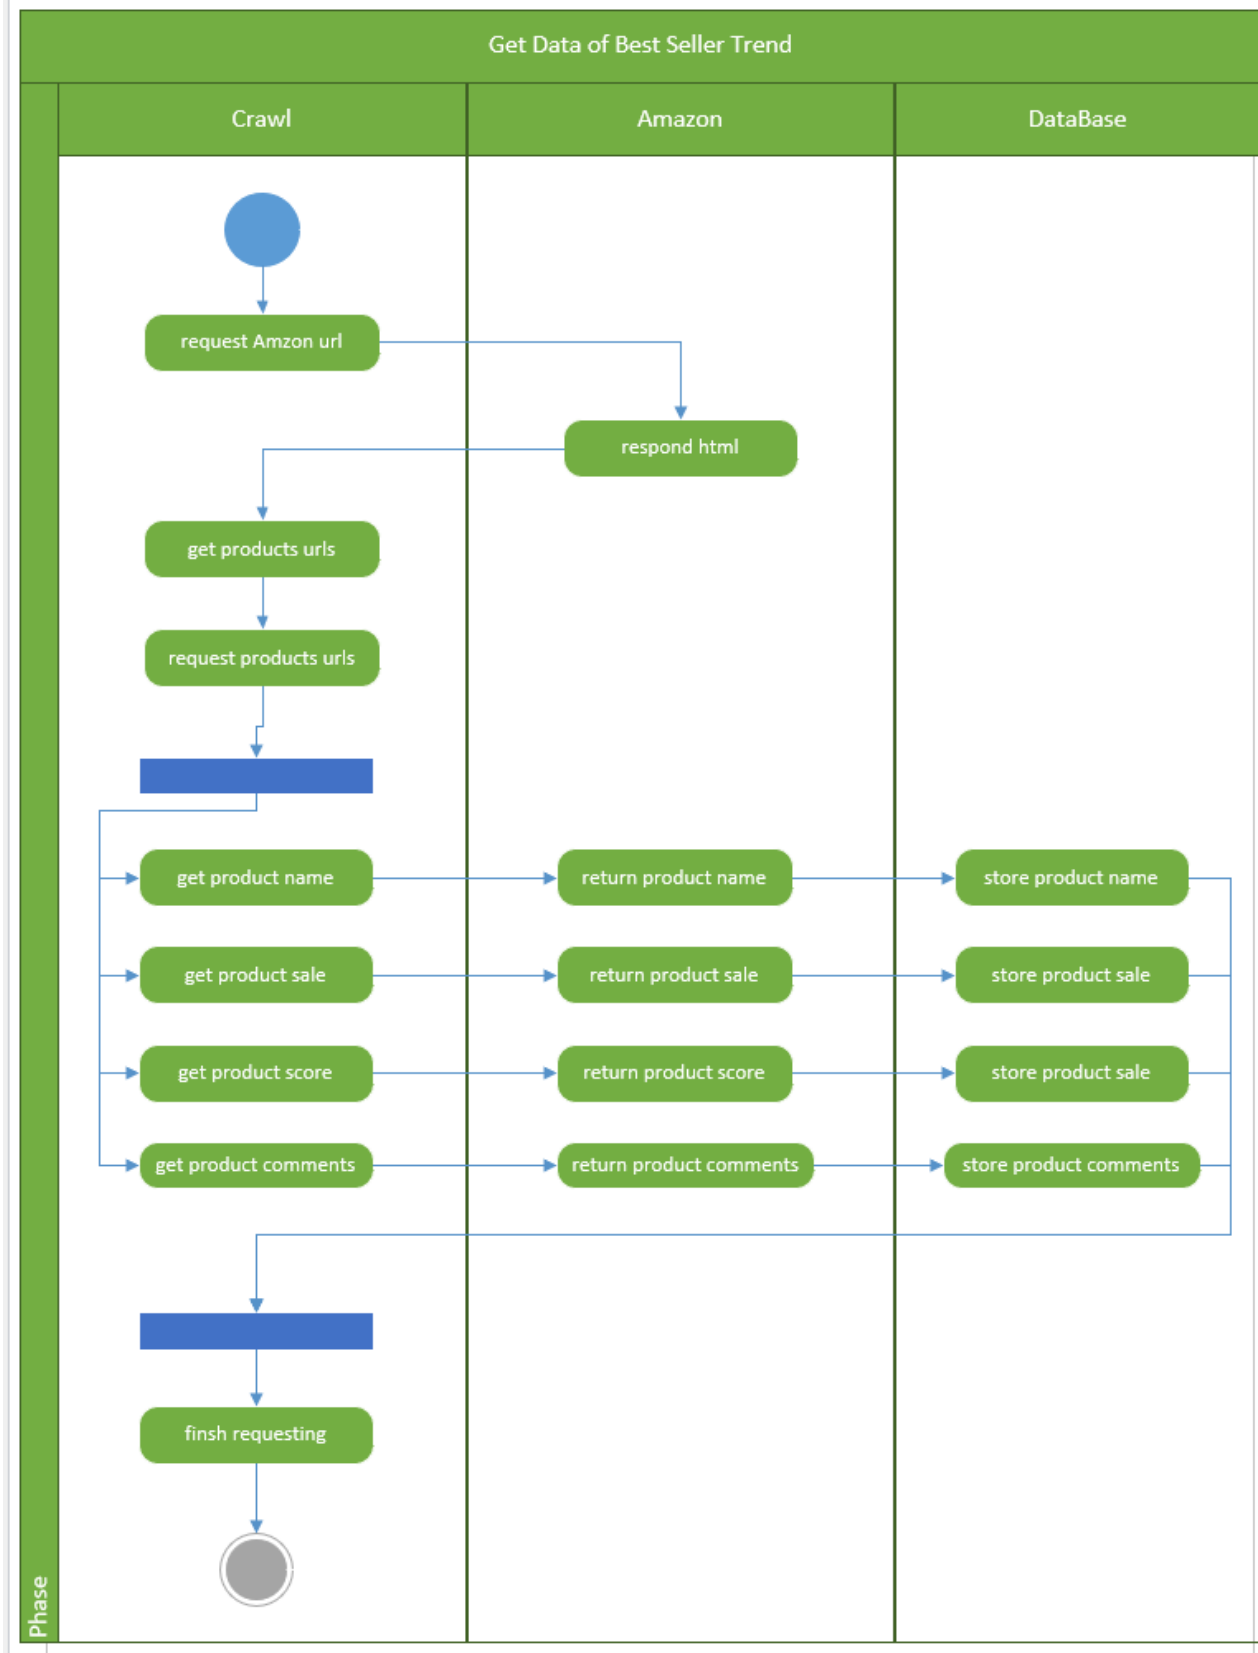 Get Data of Best Seller Trend
Crawl
Amazon
DataBase
request Amzon url
respond html
get products urls
request products urls
get product name
return product name
store product name
get product sale
return product sale
store product sale
get product score
return product score
store product sale
get product comments
return product comments
store product comments
finsh requesting
Phase